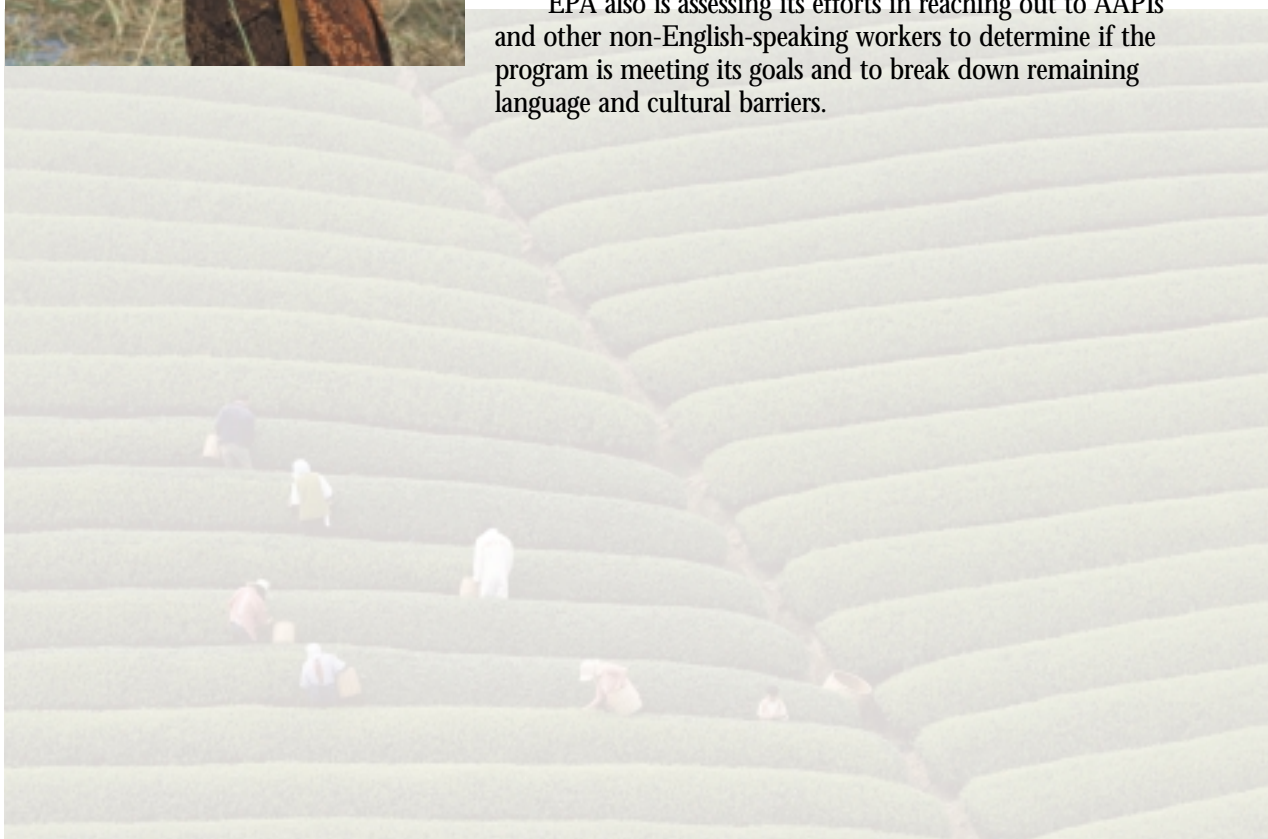 EPA also is assessing its efforts in reaching out to AAPIs
and other non-English-speaking workers to determine if the
program is meeting its goals and to break down remaining
language and cultural barriers.